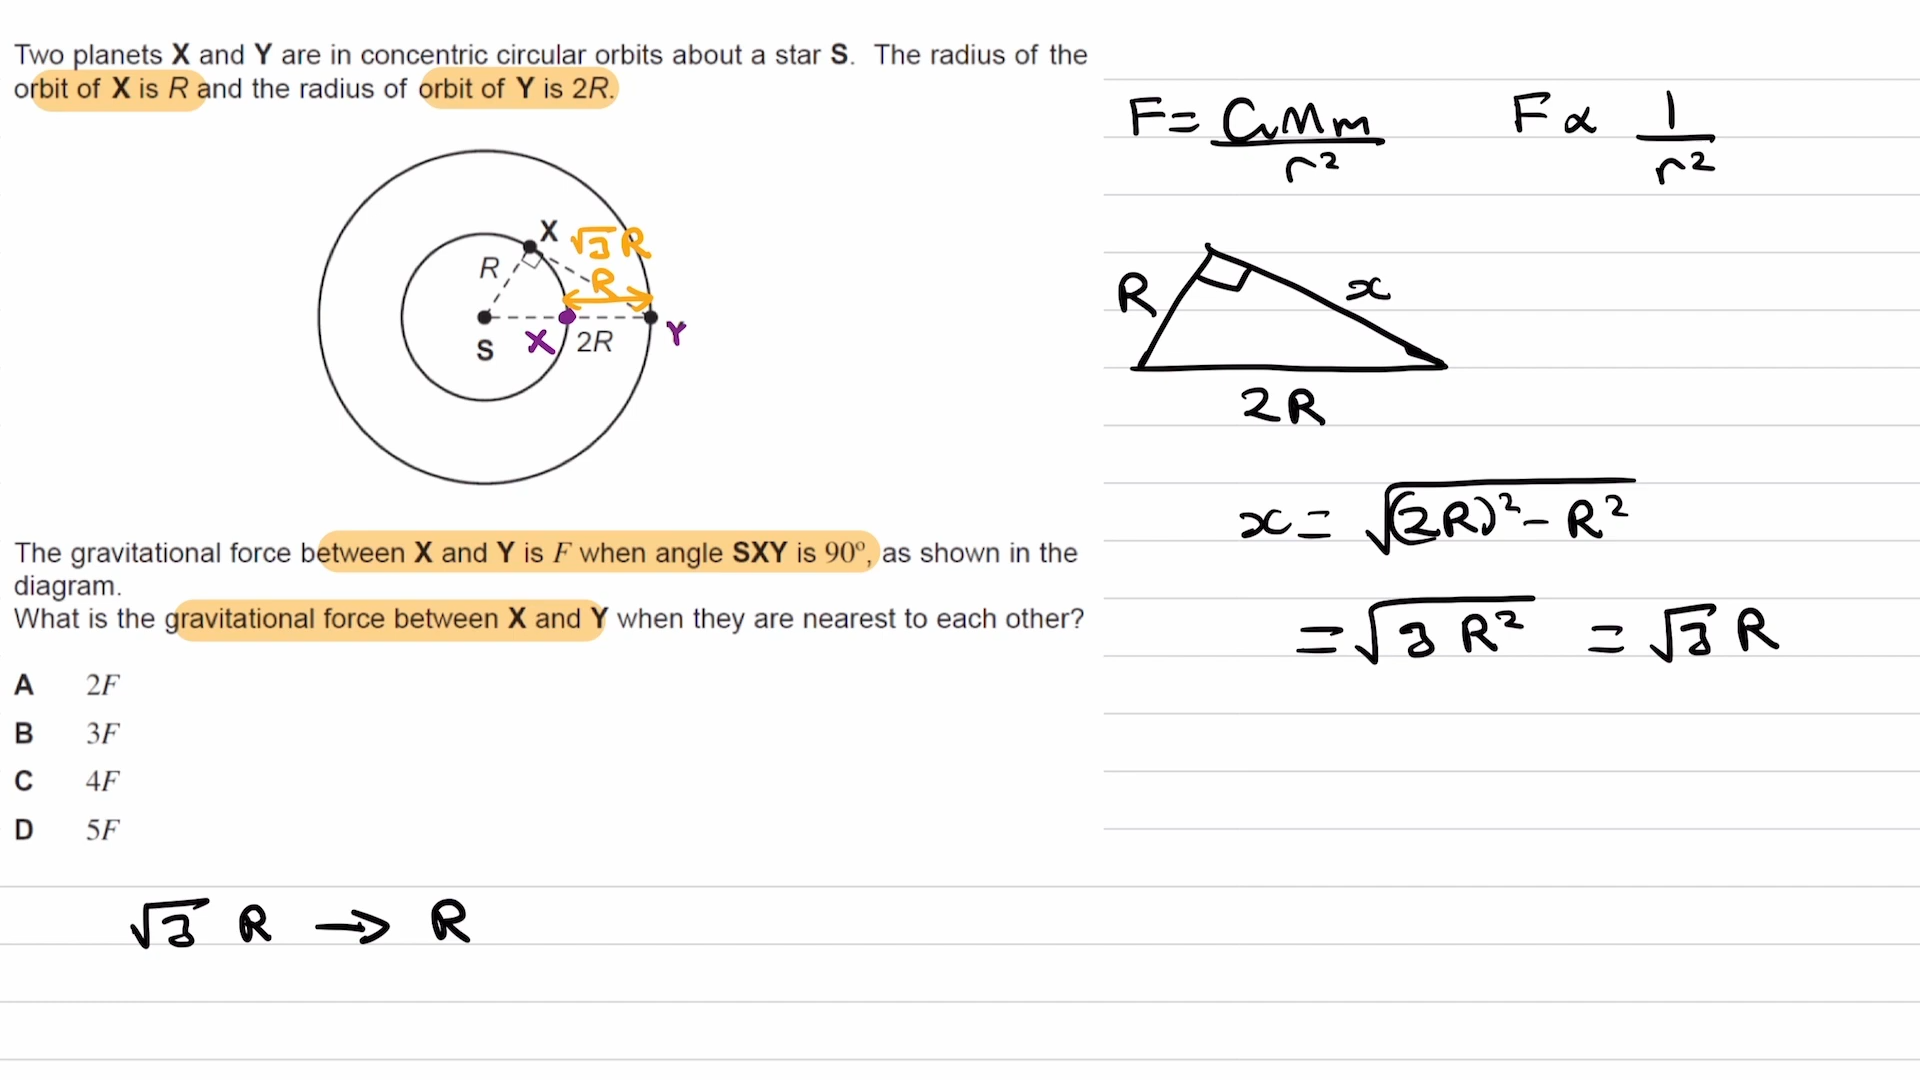 Two planets X and Y are in concentric circular orbits about a star S. The radius of the
orbit of X is R and the radius of orbit of Y is 2R.
X
√3 R
R
R
S
X
2R
Y
The gravitational force between X and Y is F when angle SXY is 90°, as shown in the
diagram.
What is the gravitational force between X and Y when they are nearest to each other?
A 2F
B 3F
C 4F
D 5F
√3 R → R
F = GMm / r²
F ∝ 1 / r²
R
x
2R
x = √((2R)² - R²)
= √(3R²) = √3 R